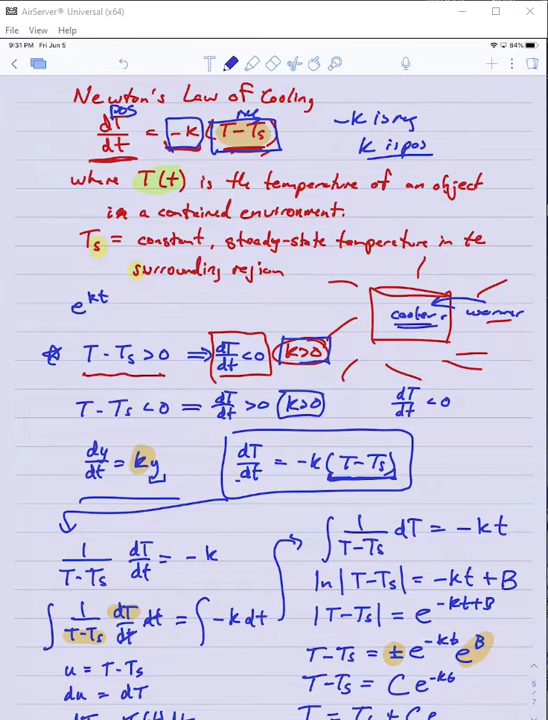 AirServer® Universal (x64)
File View Help
9:31 PM Fri Jun 5
84%
Newton's Law of Cooling
pos neg
dT/dt = -k (T-Ts)
-k is neg
k is pos
where T(t) is the temperature of an object
in a contained environment.
Ts = constant, steady-state temperature in the
surrounding region
e^kt
cooler warmer
T-Ts>0 ⇒ dT/dt <0 (k>0)
T-Ts<0 = dT/dt >0 (k>0)
dT/dt <0
dy/dt = ky
dT/dt = -k(T-Ts)
1/(T-Ts) dT/dt = -k
∫ 1/(T-Ts) dT/dt dt = ∫ -k dt
u = T-Ts
du = dT
∫ 1/(T-Ts) dT = -kt
ln|T-Ts| = -kt+B
|T-Ts| = e^(-kt+B)
T-Ts = ± e^-kt e^B
T-Ts = Ce^-kt
T = Ts + Ce
5
/
7